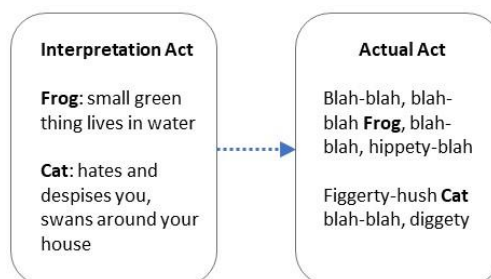 Interpretation Act
Frog: small green
thing lives in water
Cat: hates and
despises you,
swans around your
house
Actual Act
Blah-blah, blah-
blah Frog, blah-
blah, hippety-blah
Figgerty-hush Cat
blah-blah, diggety